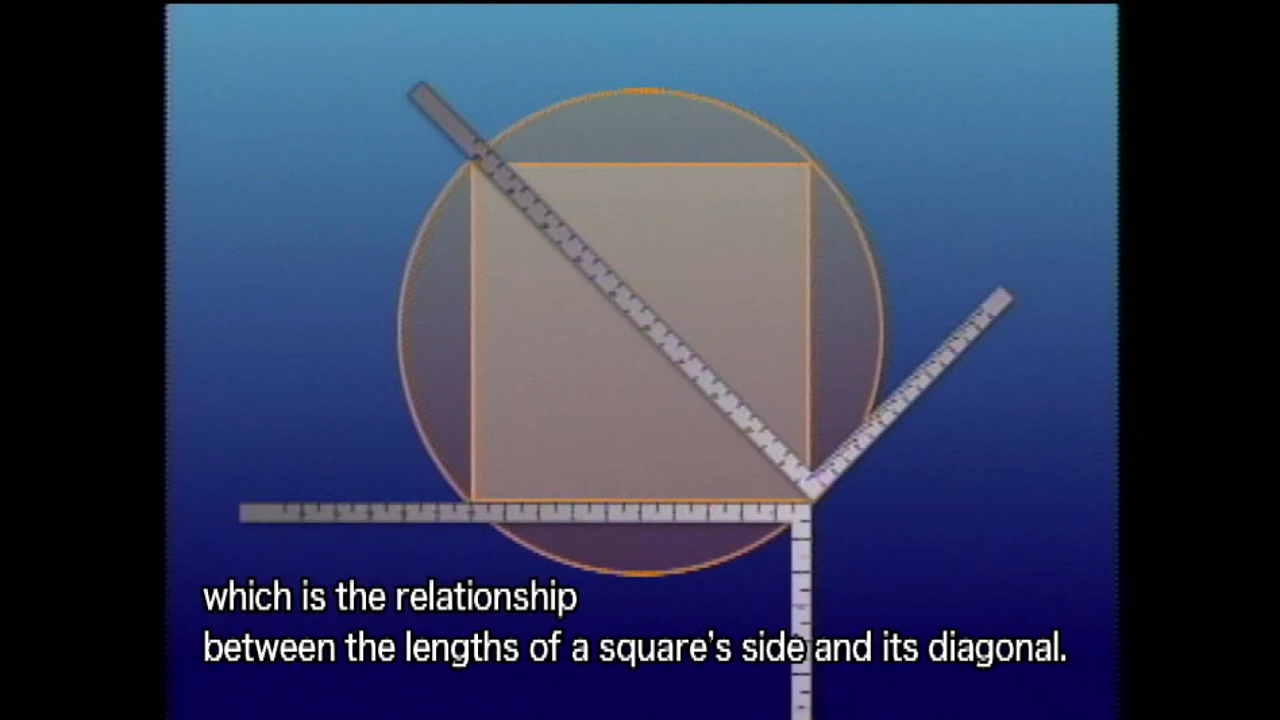 which is the relationship
between the lengths of a square's side and its diagonal.